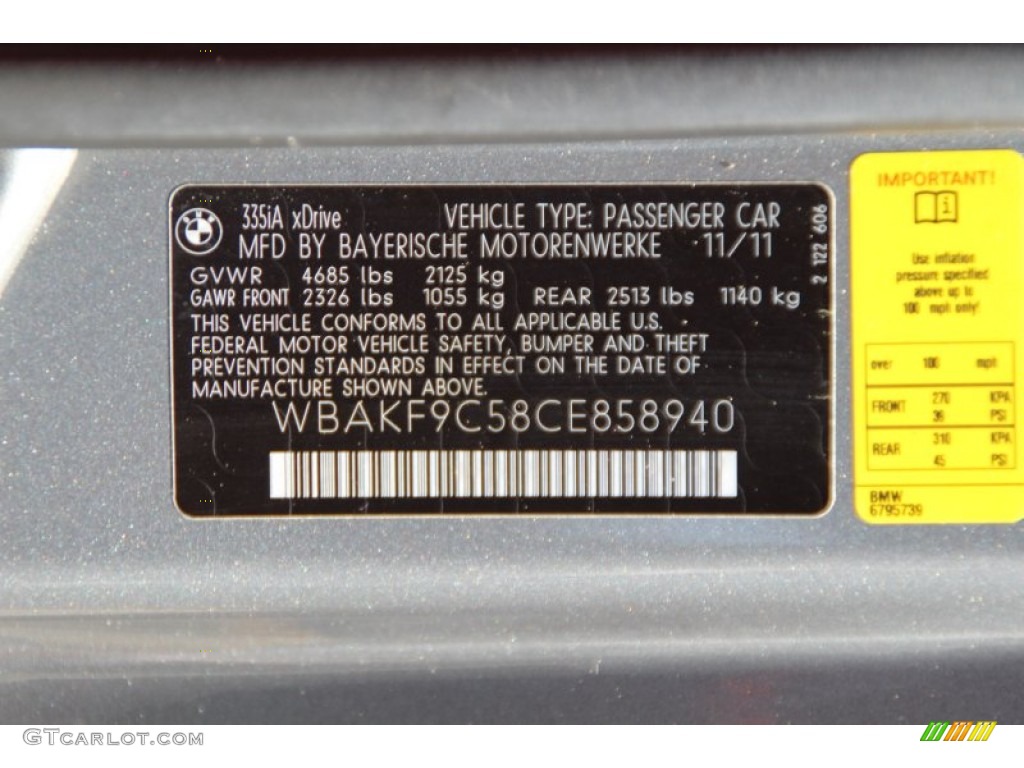 335iA xDrive VEHICLE TYPE: PASSENGER CAR
MFD BY BAYERISCHE MOTORENWERKE 11/11
GVWR 4685 lbs 2125 kg
GAWR FRONT 2326 lbs 1055 kg REAR 2513 lbs 1140 kg
THIS VEHICLE CONFORMS TO ALL APPLICABLE U.S.
FEDERAL MOTOR VEHICLE SAFETY, BUMPER AND THEFT
PREVENTION STANDARDS IN EFFECT ON THE DATE OF
MANUFACTURE SHOWN ABOVE.
WBAKF9C58CE858940
2 122 606
IMPORTANT!
Use inflation
pressure specified
above up to
100 mph only!
over 100 mph
FRONT 270 KPA
38 PSI
REAR 310 KPA
45 PSI
BMW
6795739
GTCarlot.com